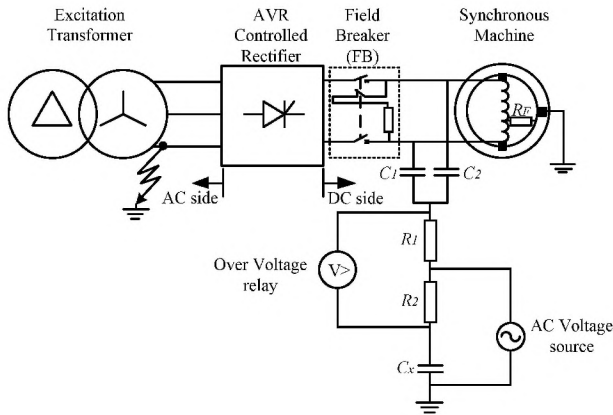 Excitation
Transformer
AVR
Controlled
Rectifier
Field
Breaker
(FB)
Synchronous
Machine
RF
C1
C2
AC side
DC side
R1
Over Voltage
relay
V>
R2
AC Voltage
source
Cx